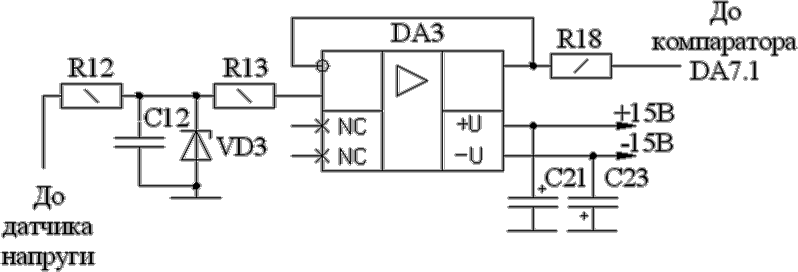 До
компаратора
DA7.1
DA3
R18
R12
R13
C12
VD3
NC
NC
+U
-U
+15В
-15В
C21
C23
До
датчика
напруги